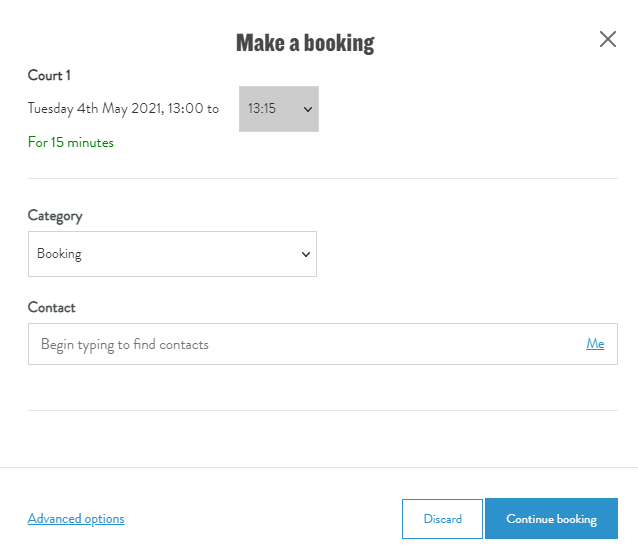 Make a booking
Court 1
Tuesday 4th May 2021, 13:00 to 13:15
For 15 minutes
Category
Booking
Contact
Begin typing to find contacts Me
Advanced options Discard Continue booking